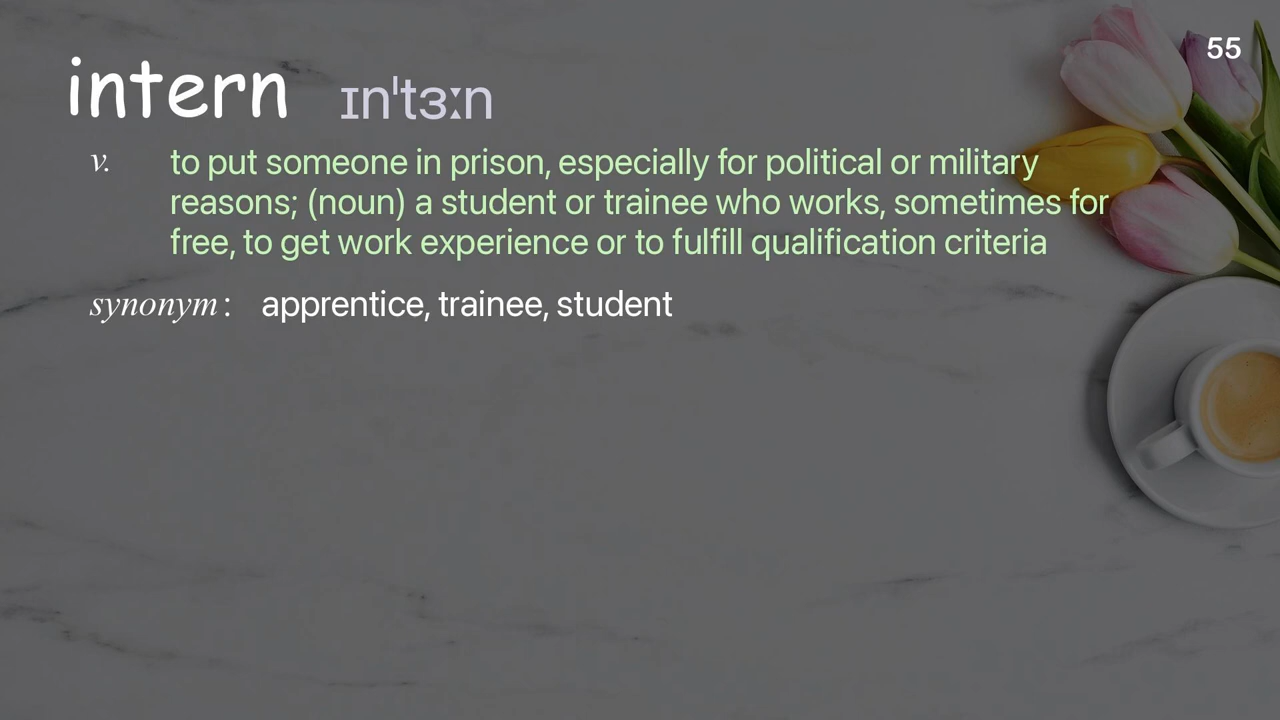 55
intern ɪnˈtɜːn
v. to put someone in prison, especially for political or military
reasons; (noun) a student or trainee who works, sometimes for
free, to get work experience or to fulfill qualification criteria
synonym: apprentice, trainee, student